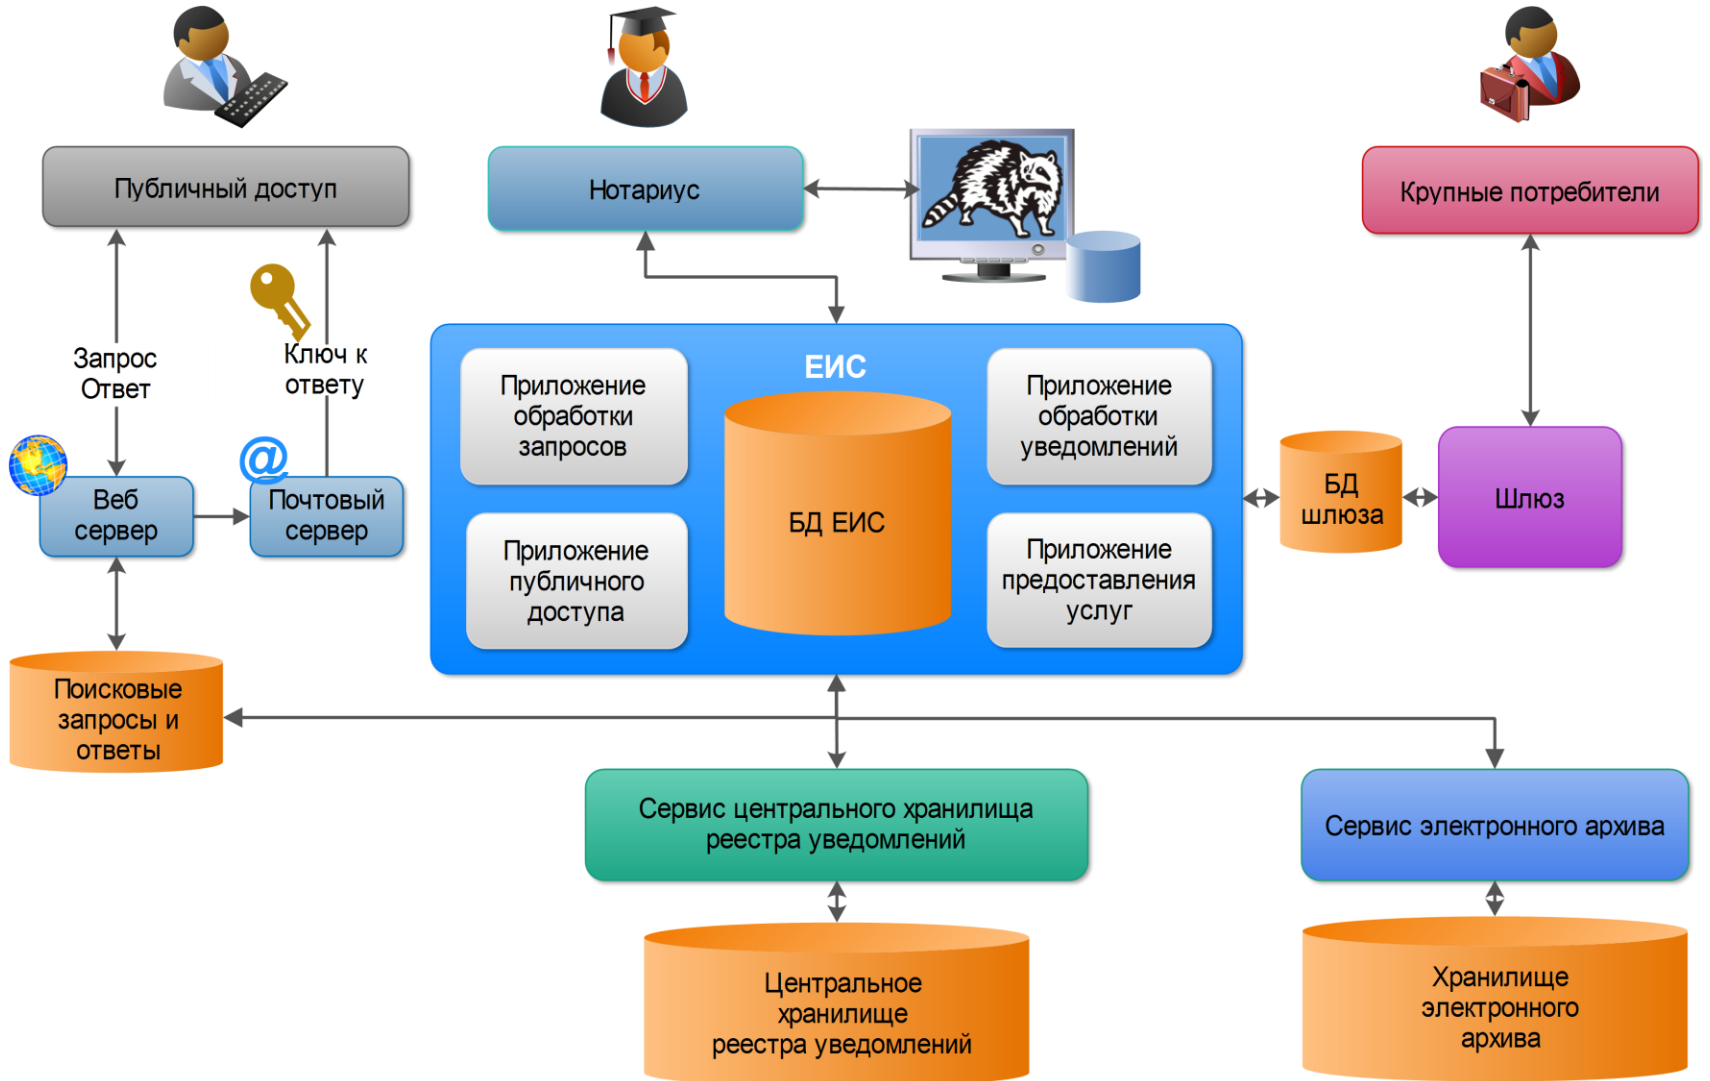 Публичный доступ
Нотариус
Крупные потребители
Запрос
Ответ
Ключ к
ответу
@
Веб
сервер
Почтовый
сервер
Поисковые
запросы и
ответы
ЕИС
Приложение
обработки
запросов
Приложение
обработки
уведомлений
БД ЕИС
Приложение
публичного
доступа
Приложение
предоставления
услуг
БД
шлюза
Шлюз
Сервис центрального хранилища
реестра уведомлений
Сервис электронного архива
Центральное
хранилище
реестра уведомлений
Хранилище
электронного
архива